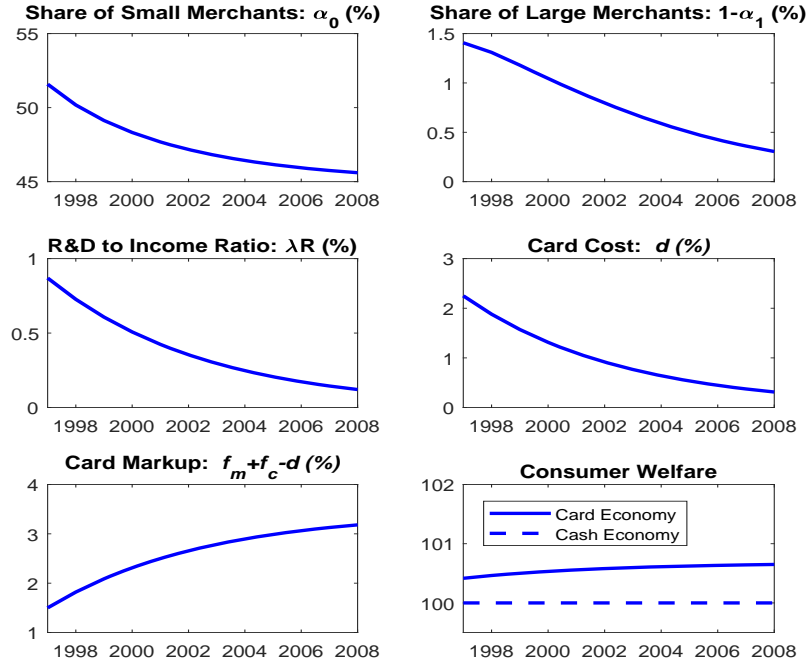 Share of Small Merchants: α₀ (%)
55
50
45
1998 2000 2002 2004 2006 2008
Share of Large Merchants: 1-α₁ (%)
1.5
1
0.5
0
1998 2000 2002 2004 2006 2008
R&D to Income Ratio: λR (%)
1
0.5
0
1998 2000 2002 2004 2006 2008
Card Cost: d (%)
3
2
1
0
1998 2000 2002 2004 2006 2008
Card Markup: f_m+f_c-d (%)
4
3
2
1
1998 2000 2002 2004 2006 2008
Consumer Welfare
102
101
100
Card Economy
Cash Economy
1998 2000 2002 2004 2006 2008